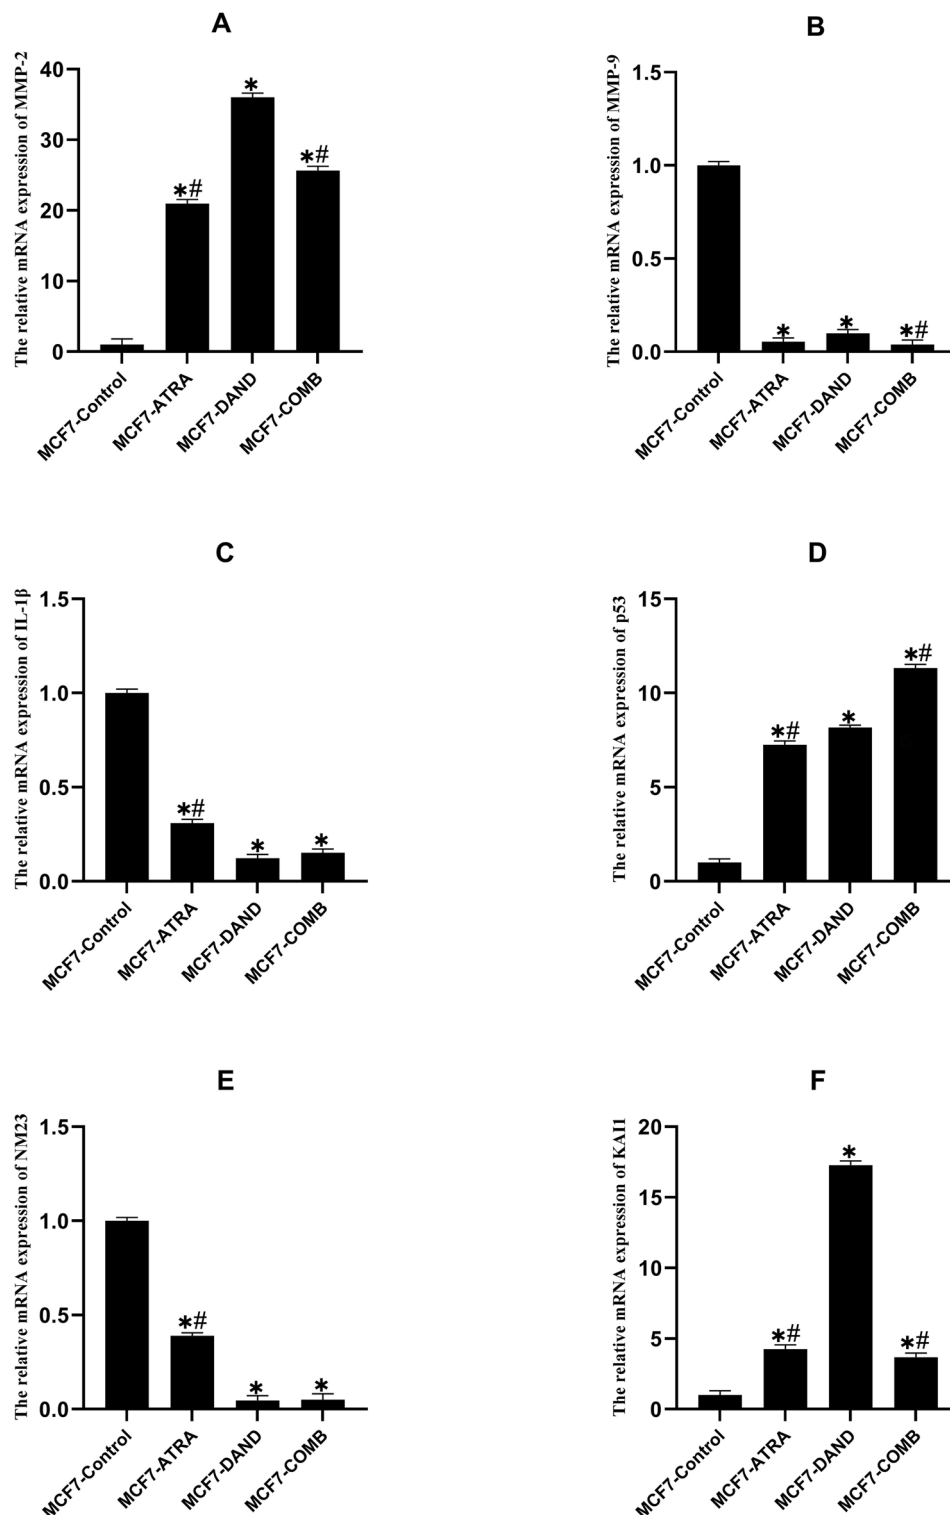 A
The relative mRNA expression of MMP-2
40
30
20
10
0
*#
*
*#
MCF7-Control
MCF7-ATRA
MCF7-DAND
MCF7-COMB
B
The relative mRNA expression of MMP-9
1.5
1.0
0.5
0.0
*
*
*#
MCF7-Control
MCF7-ATRA
MCF7-DAND
MCF7-COMB
C
The relative mRNA expression of IL-1β
1.5
1.0
0.5
0.0
*#
*
*
MCF7-Control
MCF7-ATRA
MCF7-DAND
MCF7-COMB
D
The relative mRNA expression of p53
15
10
5
0
*#
*
*#
MCF7-Control
MCF7-ATRA
MCF7-DAND
MCF7-COMB
E
The relative mRNA expression of NM23
1.5
1.0
0.5
0.0
*#
*
*
MCF7-Control
MCF7-ATRA
MCF7-DAND
MCF7-COMB
F
The relative mRNA expression of KAI1
20
15
10
5
0
*#
*
*#
MCF7-Control
MCF7-ATRA
MCF7-DAND
MCF7-COMB